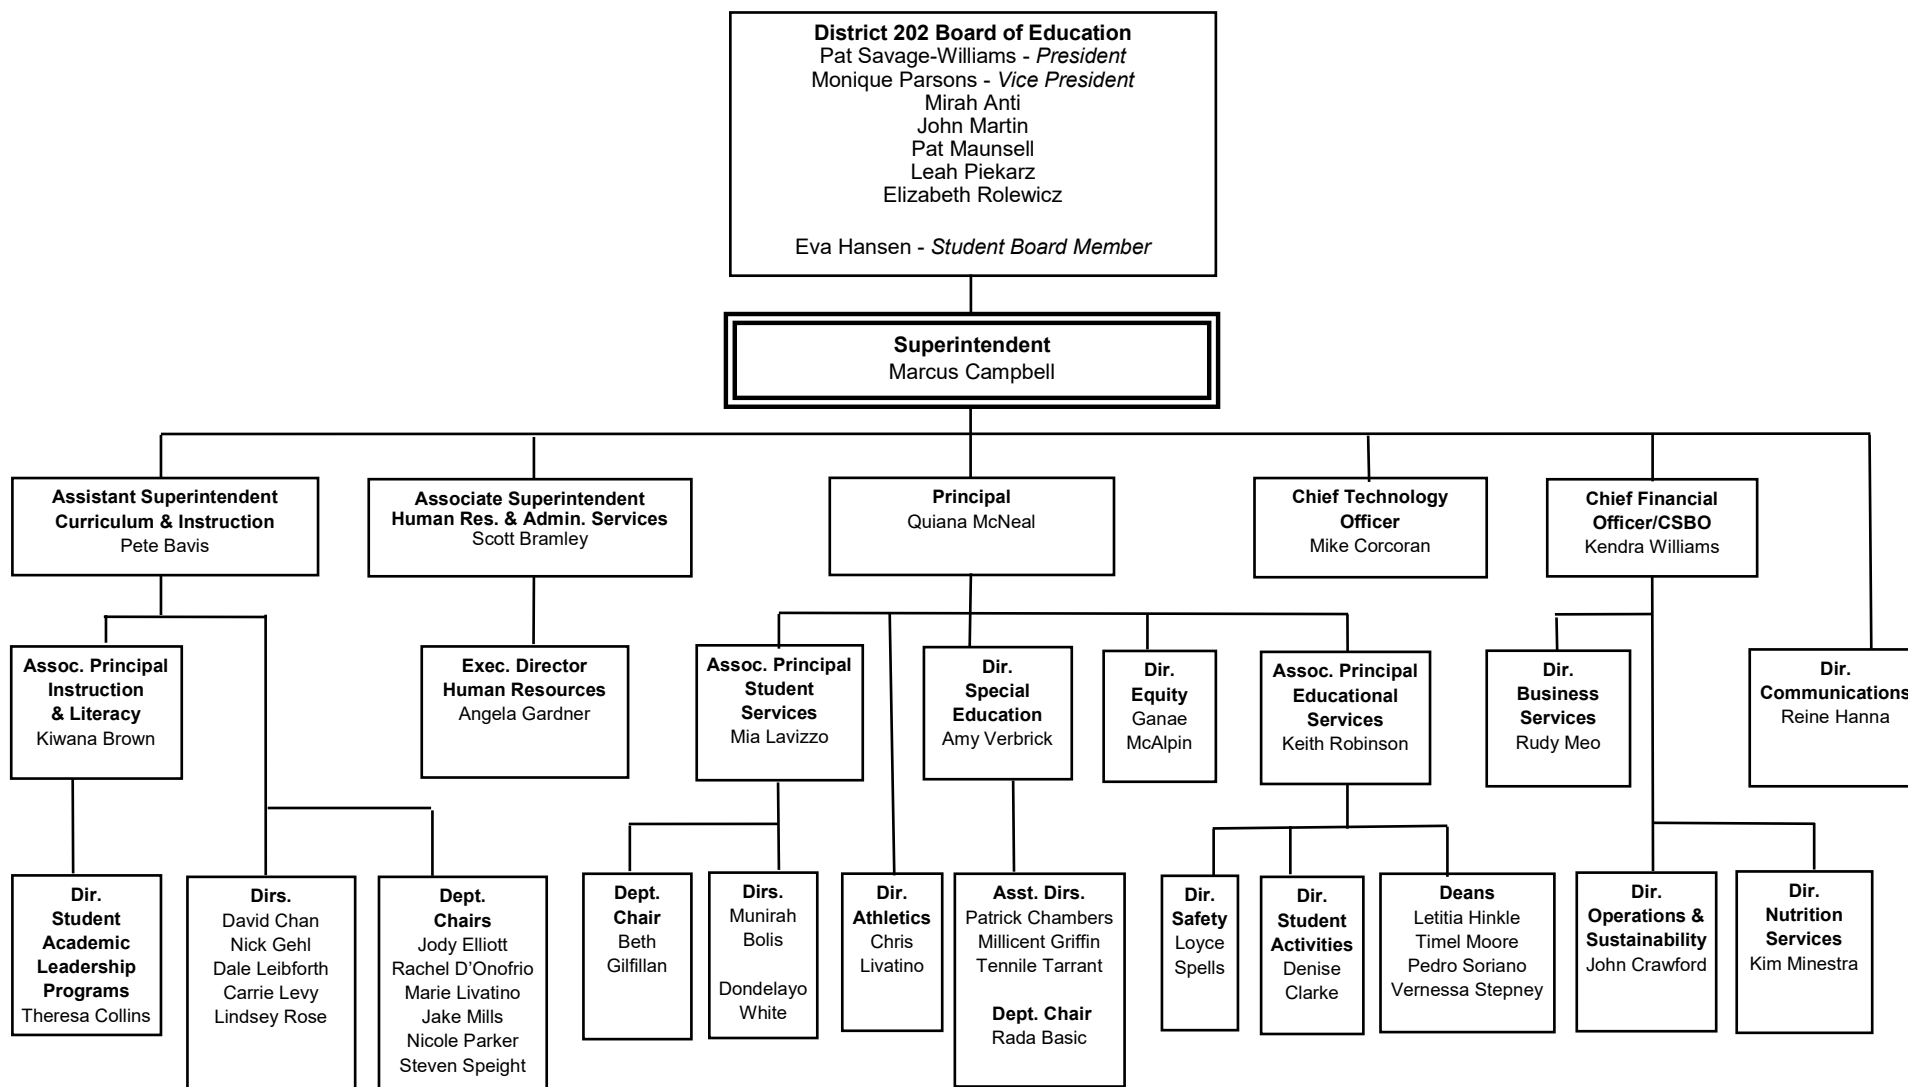 District 202 Board of Education
Pat Savage-Williams - President
Monique Parsons - Vice President
Mirah Anti
John Martin
Pat Maunsell
Leah Piekarz
Elizabeth Rolewicz
Eva Hansen - Student Board Member
Superintendent
Marcus Campbell
Assistant Superintendent
Curriculum & Instruction
Pete Bavis
Associate Superintendent
Human Res. & Admin. Services
Scott Bramley
Principal
Quiana McNeal
Chief Technology
Officer
Mike Corcoran
Chief Financial
Officer/CSBO
Kendra Williams
Assoc. Principal
Instruction
& Literacy
Kiwana Brown
Exec. Director
Human Resources
Angela Gardner
Assoc. Principal
Student
Services
Mia Lavizzo
Dir.
Special
Education
Amy Verbrick
Dir.
Equity
Ganae
McAlpin
Assoc. Principal
Educational
Services
Keith Robinson
Dir.
Business
Services
Rudy Meo
Dir.
Communications
Reine Hanna
Dir.
Student
Academic
Leadership
Programs
Theresa Collins
Dirs.
David Chan
Nick Gehl
Dale Leibforth
Carrie Levy
Lindsey Rose
Dept.
Chairs
Jody Elliott
Rachel D’Onofrio
Marie Livatino
Jake Mills
Nicole Parker
Steven Speight
Dept.
Chair
Beth
Gilfillan
Dirs.
Munirah
Bolis
Dondelayo
White
Dir.
Athletics
Chris
Livatino
Asst. Dirs.
Patrick Chambers
Millicent Griffin
Tennile Tarrant
Dept. Chair
Rada Basic
Dir.
Safety
Loyce
Spells
Dir.
Student
Activities
Denise
Clarke
Deans
Letitia Hinkle
Timel Moore
Pedro Soriano
Vernessa Stepney
Dir.
Operations &
Sustainability
John Crawford
Dir.
Nutrition
Services
Kim Minestra